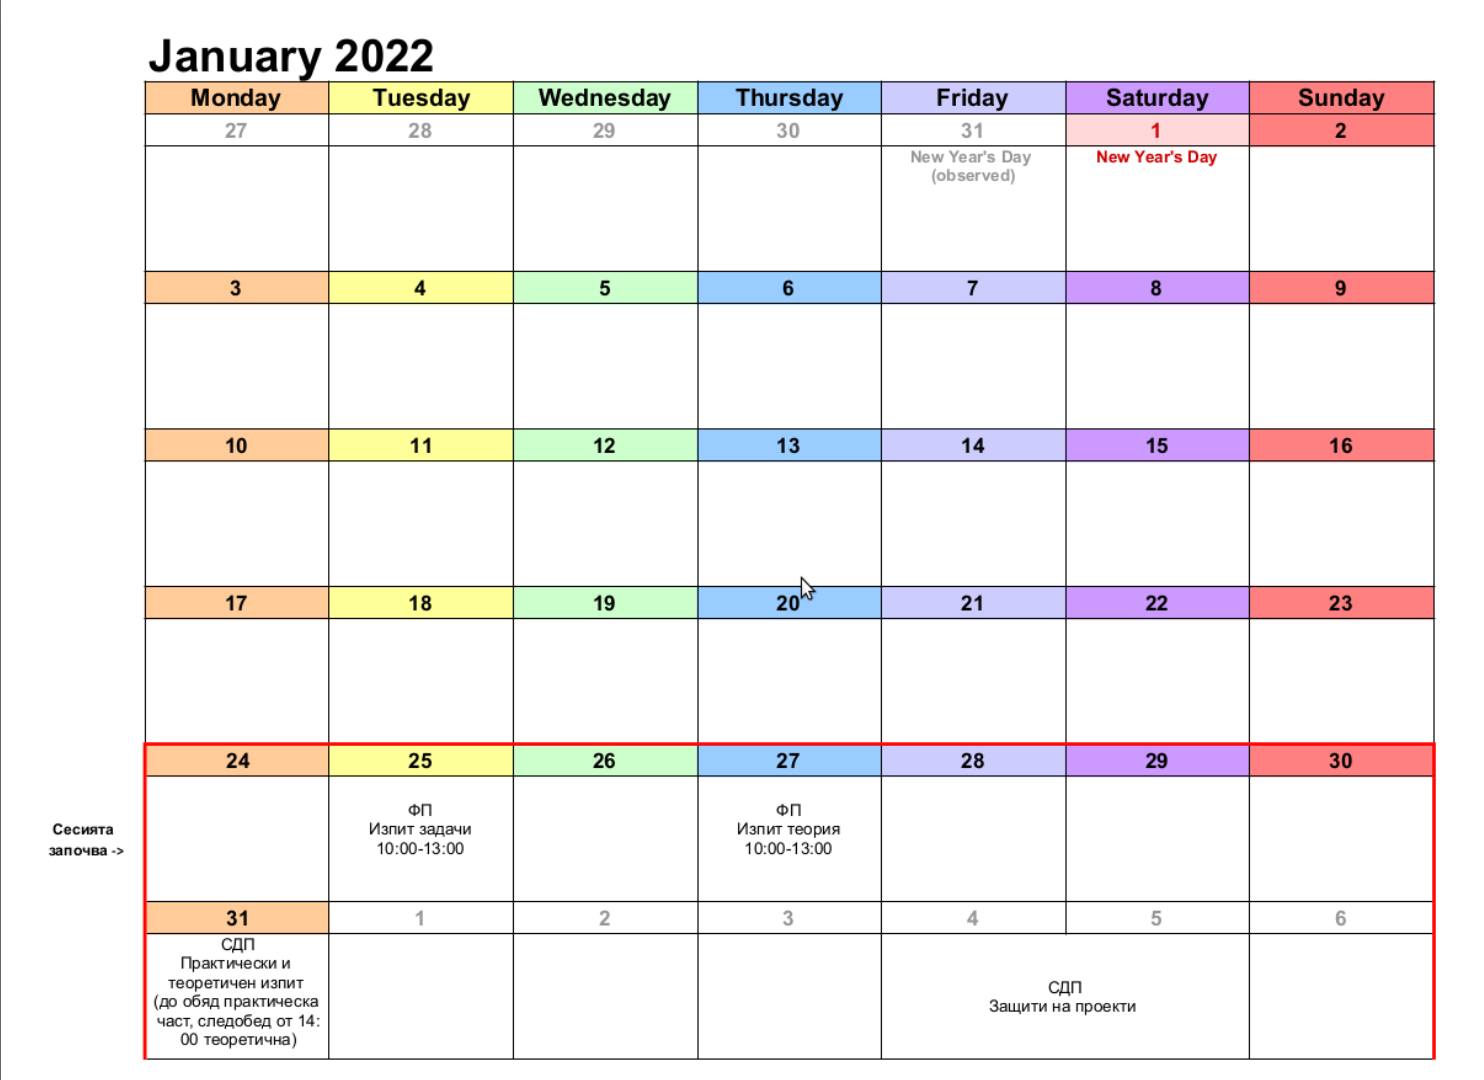 January 2022
Monday Tuesday Wednesday Thursday Friday Saturday Sunday
27 28 29 30 31 1 2
New Year's Day
(observed)
New Year's Day
3 4 5 6 7 8 9
10 11 12 13 14 15 16
17 18 19 20 21 22 23
24 25 26 27 28 29 30
Сесията
започва ->
ФП
Изпит задачи
10:00-13:00
ФП
Изпит теория
10:00-13:00
31 1 2 3 4 5 6
СДП
Практически и
теоретичен изпит
(до обяд практическа
част, следобед от 14:
00 теоретична)
СДП
Защити на проекти